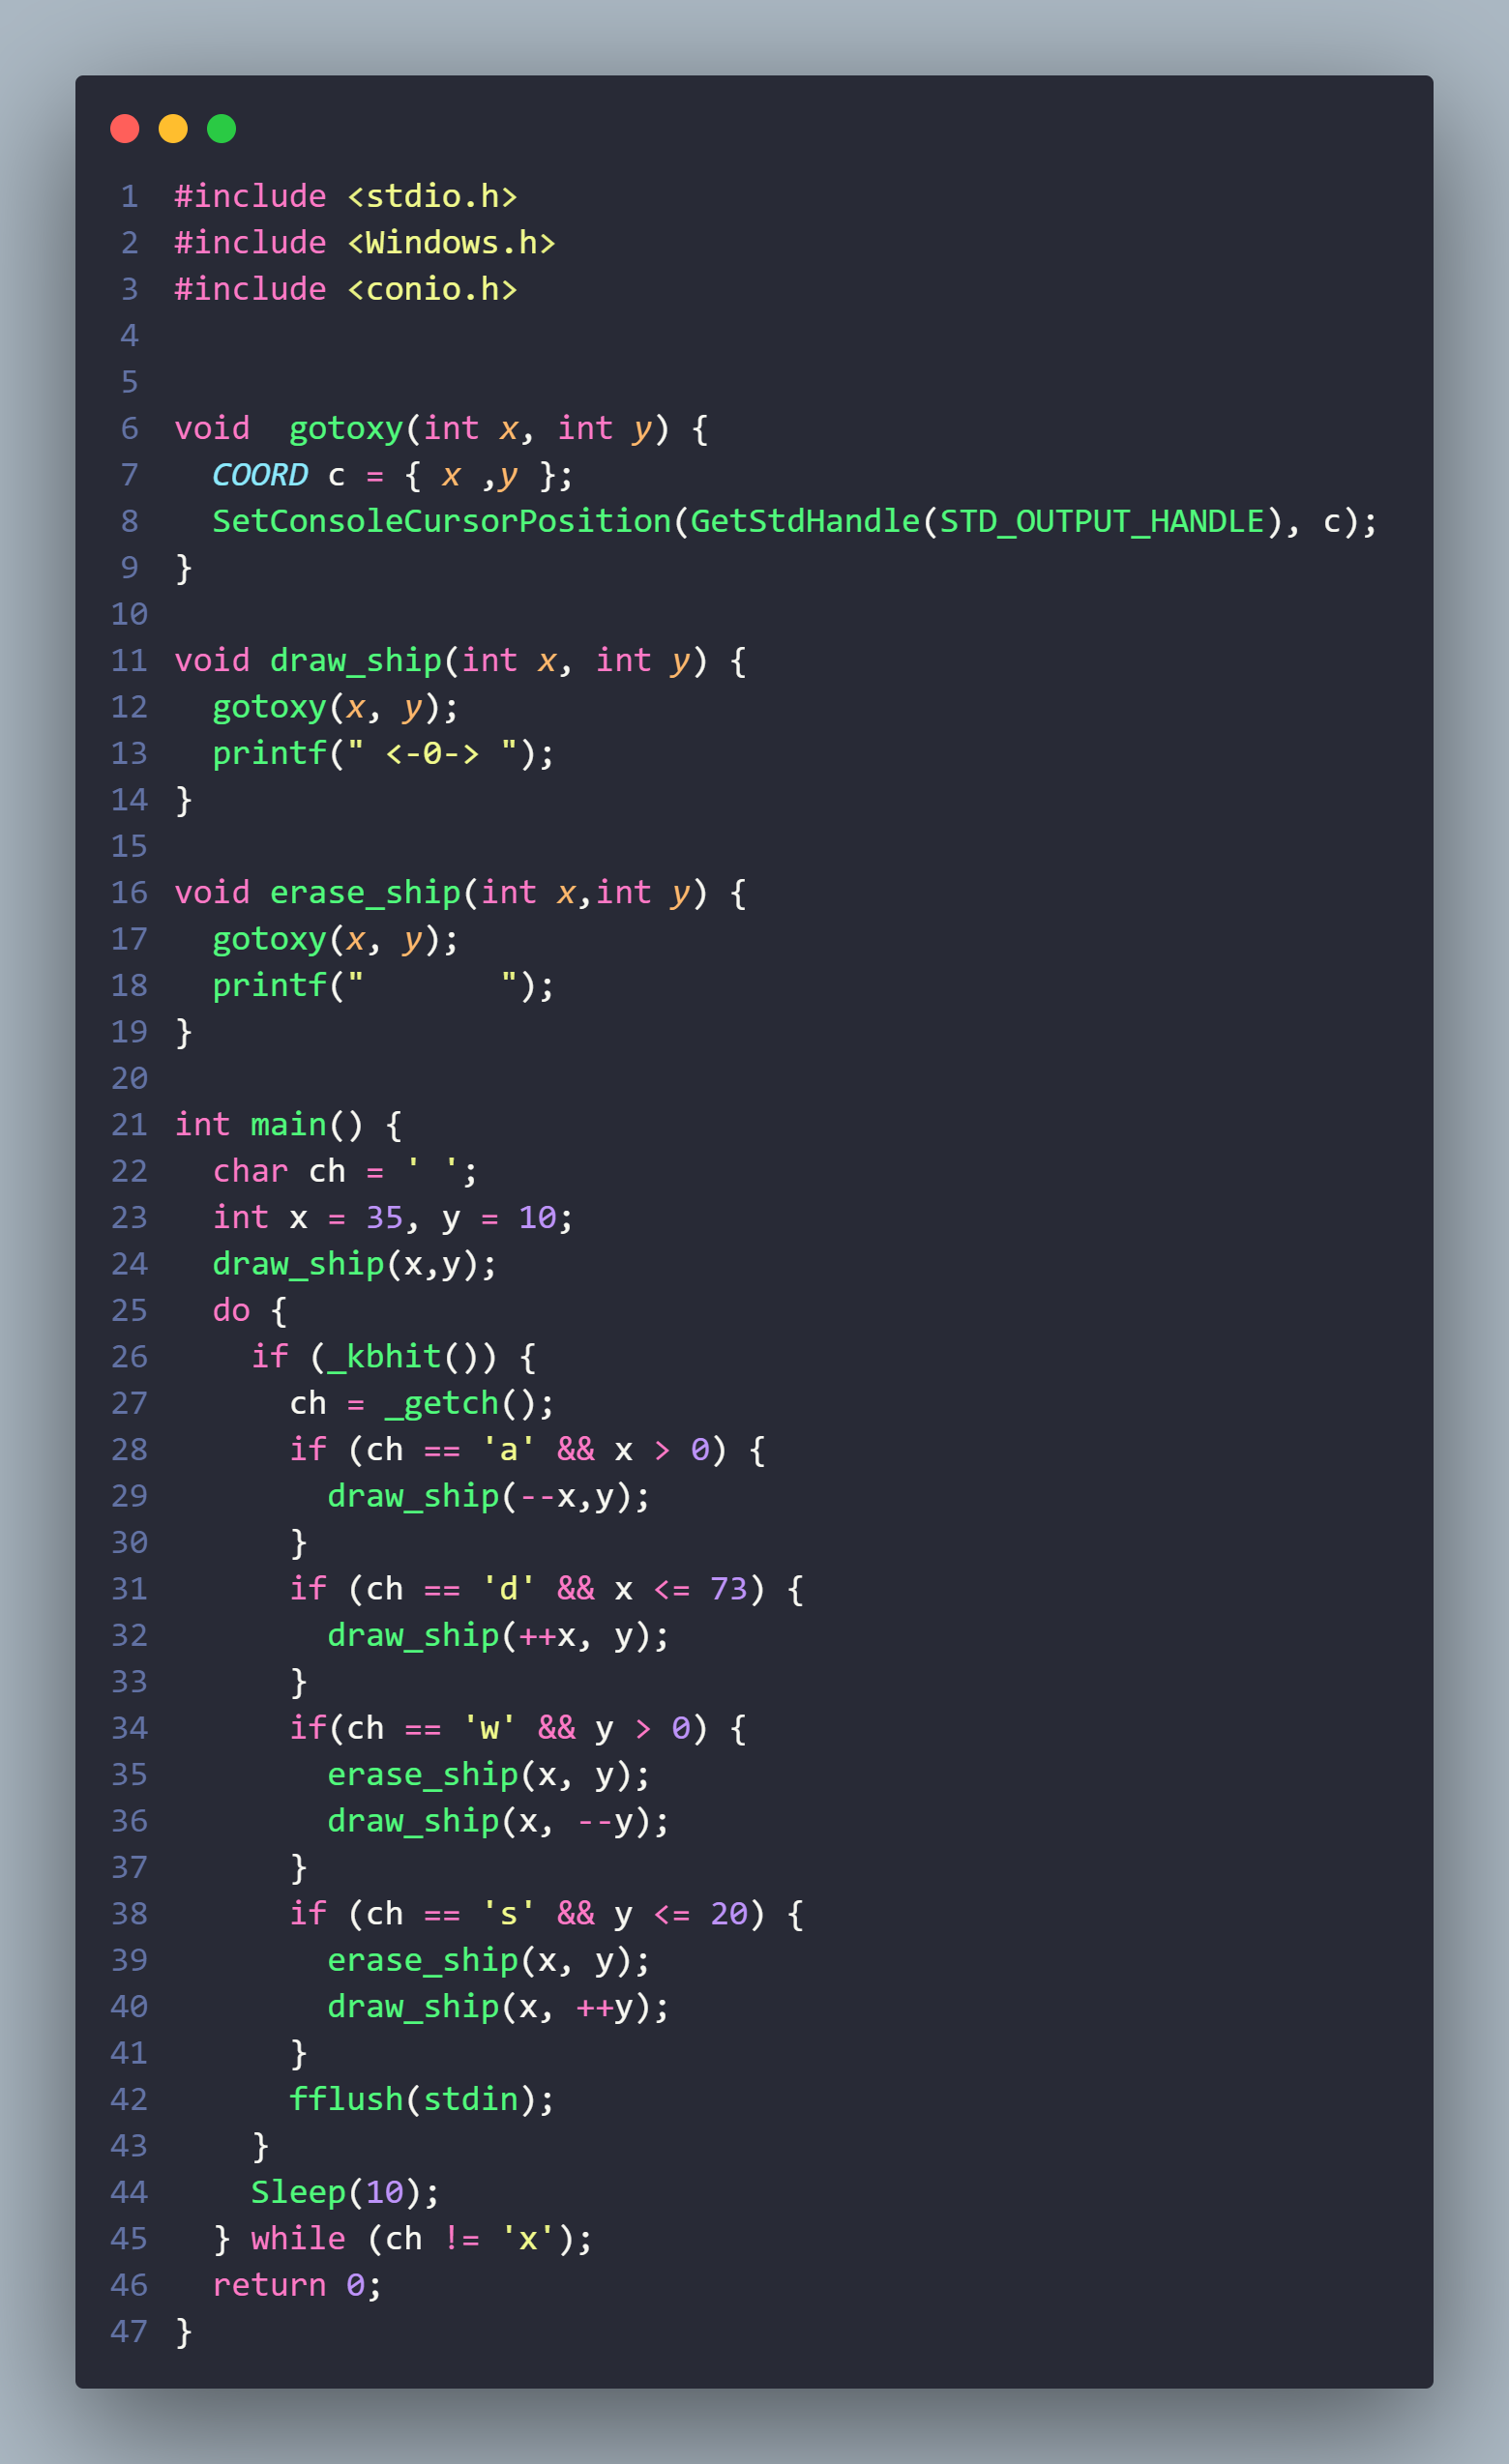 1 #include <stdio.h>
2 #include <Windows.h>
3 #include <conio.h>
4
5
6 void  gotoxy(int x, int y) {
7   COORD c = { x ,y };
8   SetConsoleCursorPosition(GetStdHandle(STD_OUTPUT_HANDLE), c);
9 }
10
11 void draw_ship(int x, int y) {
12   gotoxy(x, y);
13   printf(" <-0-> ");
14 }
15
16 void erase_ship(int x,int y) {
17   gotoxy(x, y);
18   printf("       ");
19 }
20
21 int main() {
22   char ch = ' ';
23   int x = 35, y = 10;
24   draw_ship(x,y);
25   do {
26     if (_kbhit()) {
27       ch = _getch();
28       if (ch == 'a' && x > 0) {
29         draw_ship(--x,y);
30       }
31       if (ch == 'd' && x <= 73) {
32         draw_ship(++x, y);
33       }
34       if(ch == 'w' && y > 0) {
35         erase_ship(x, y);
36         draw_ship(x, --y);
37       }
38       if (ch == 's' && y <= 20) {
39         erase_ship(x, y);
40         draw_ship(x, ++y);
41       }
42       fflush(stdin);
43     }
44     Sleep(10);
45   } while (ch != 'x');
46   return 0;
47 }